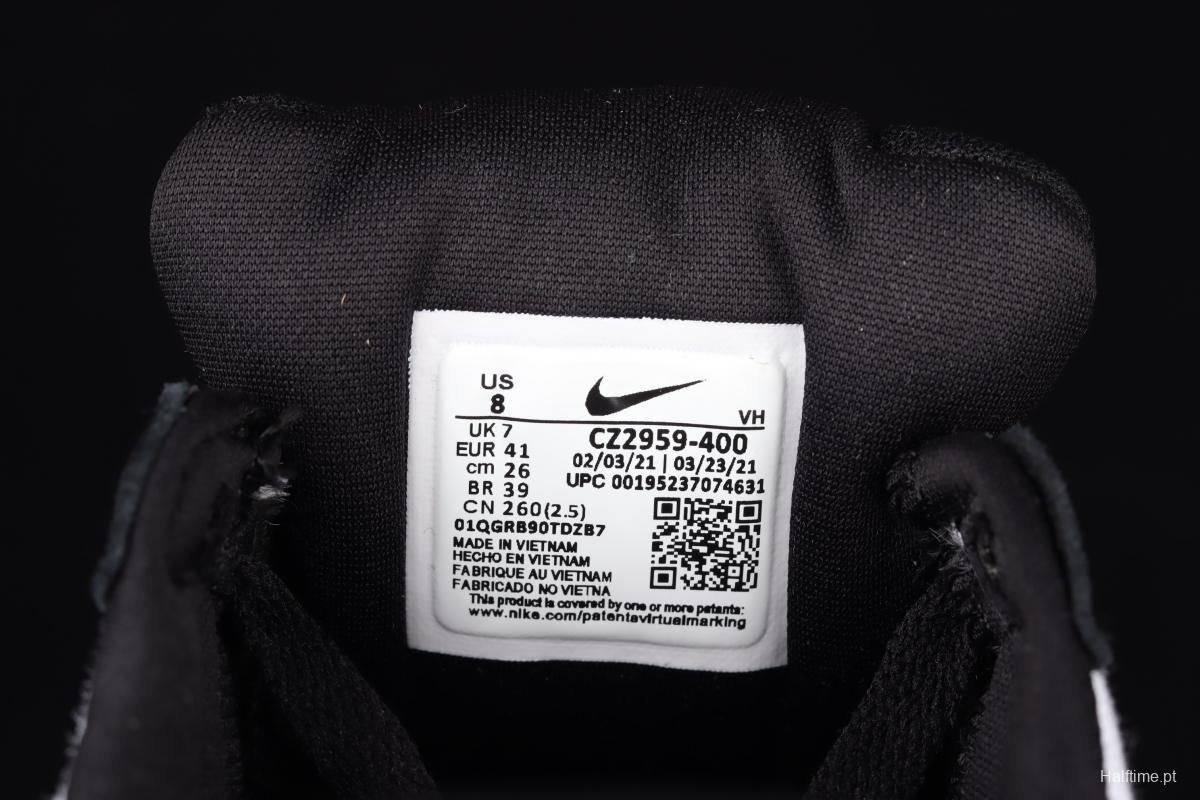 US
8
VH
UK 7
EUR 41
cm 26
BR 39
CN 260(2.5)
CZ2959-400
02/03/21 | 03/23/21
UPC 00195237074631
01QGRB90TDZB7
MADE IN VIETNAM
HECHO EN VIETNAM
FABRIQUE AU VIETNAM
FABRICADO NO VIETNA
This product is covered by one or more patents:
www.nike.com/patentsvirtualmarking
Halftime.pt